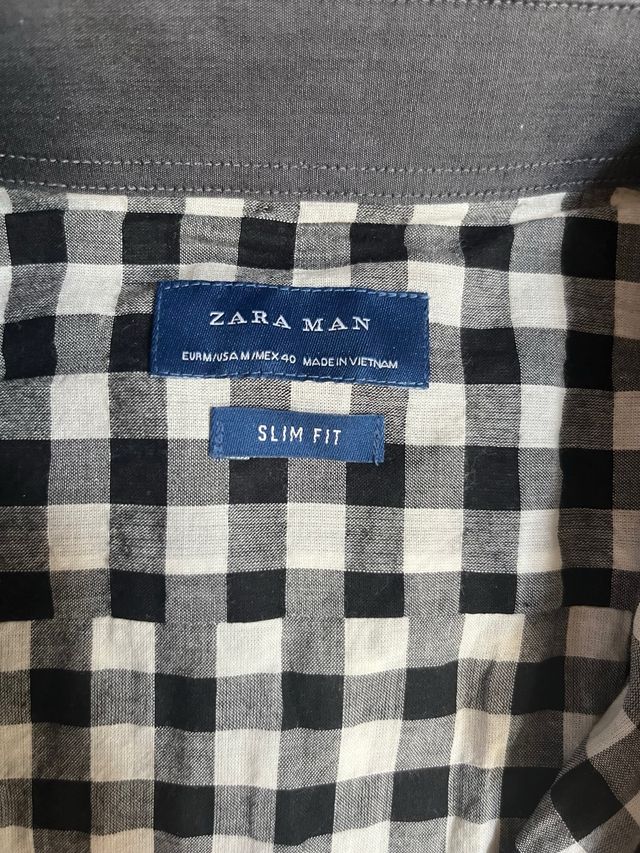 ZARA MAN
EUR M/USA M/MEX 40 MADE IN VIETNAM
SLIM FIT